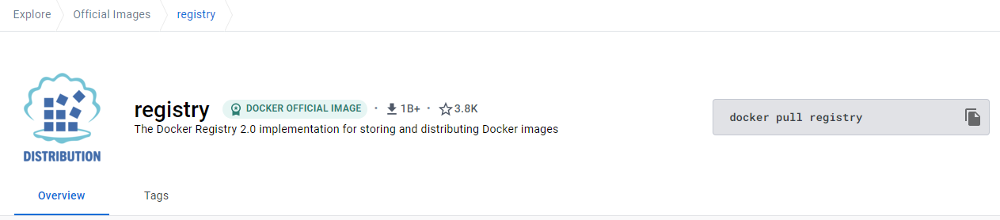 Explore Official Images registry
registry DOCKER OFFICIAL IMAGE • 1B+ • 3.8K
The Docker Registry 2.0 implementation for storing and distributing Docker images
docker pull registry
DISTRIBUTION
Overview Tags